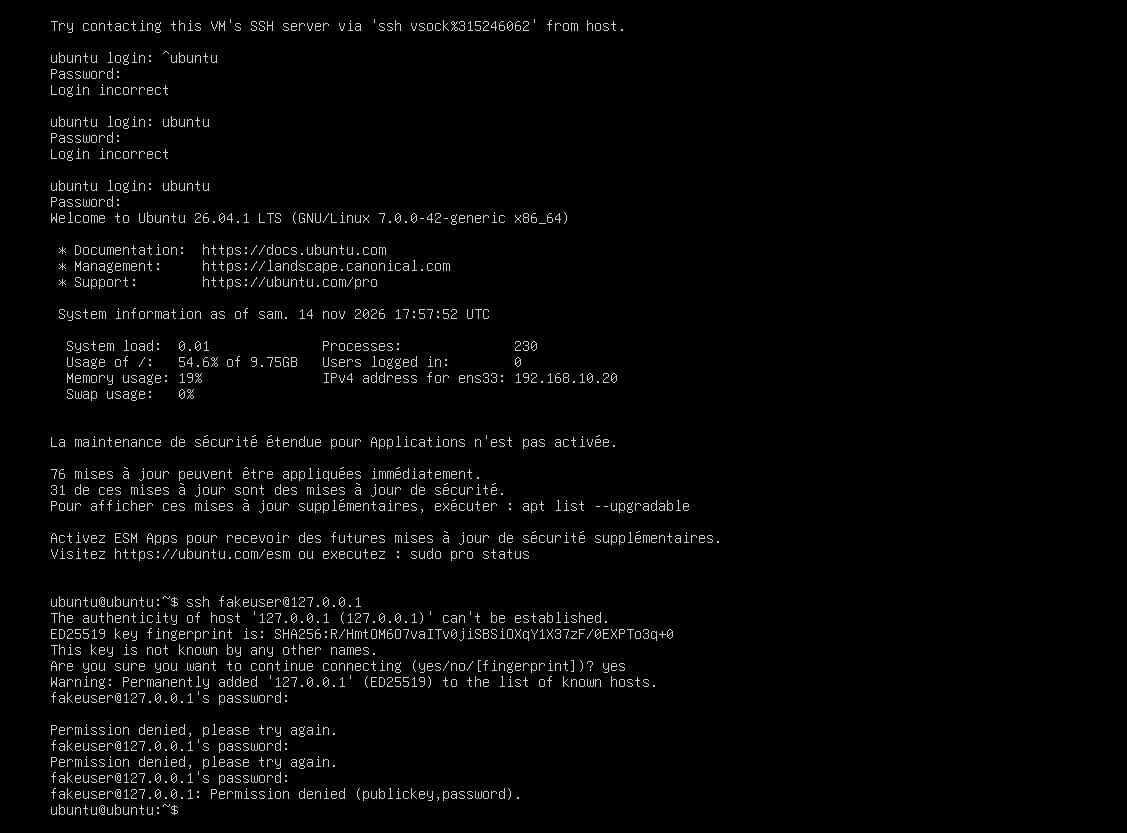 Try contacting this VM's SSH server via 'ssh vsock%315246062' from host.
ubuntu login: ^ubuntu
Password:
Login incorrect
ubuntu login: ubuntu
Password:
Login incorrect
ubuntu login: ubuntu
Password:
Welcome to Ubuntu 26.04.1 LTS (GNU/Linux 7.0.0-42-generic x86_64)
* Documentation:  https://docs.ubuntu.com
* Management:     https://landscape.canonical.com
* Support:        https://ubuntu.com/pro
System information as of sam. 14 nov 2026 17:57:52 UTC
System load:  0.01              Processes:              230
Usage of /:   54.6% of 9.75GB   Users logged in:        0
Memory usage: 19%               IPv4 address for ens33: 192.168.10.20
Swap usage:   0%
La maintenance de sécurité étendue pour Applications n'est pas activée.
76 mises à jour peuvent être appliquées immédiatement.
31 de ces mises à jour sont des mises à jour de sécurité.
Pour afficher ces mises à jour supplémentaires, exécuter : apt list --upgradable
Activez ESM Apps pour recevoir des futures mises à jour de sécurité supplémentaires.
Visitez https://ubuntu.com/esm ou executez : sudo pro status
ubuntu@ubuntu:~$ ssh fakeuser@127.0.0.1
The authenticity of host '127.0.0.1 (127.0.0.1)' can't be established.
ED25519 key fingerprint is: SHA256:R/HmtOM6O7vaITv0jiSBSiOXqY1X37zF/0EXPTo3q+0
This key is not known by any other names.
Are you sure you want to continue connecting (yes/no/[fingerprint])? yes
Warning: Permanently added '127.0.0.1' (ED25519) to the list of known hosts.
fakeuser@127.0.0.1's password:
Permission denied, please try again.
fakeuser@127.0.0.1's password:
Permission denied, please try again.
fakeuser@127.0.0.1's password:
fakeuser@127.0.0.1: Permission denied (publickey,password).
ubuntu@ubuntu:~$